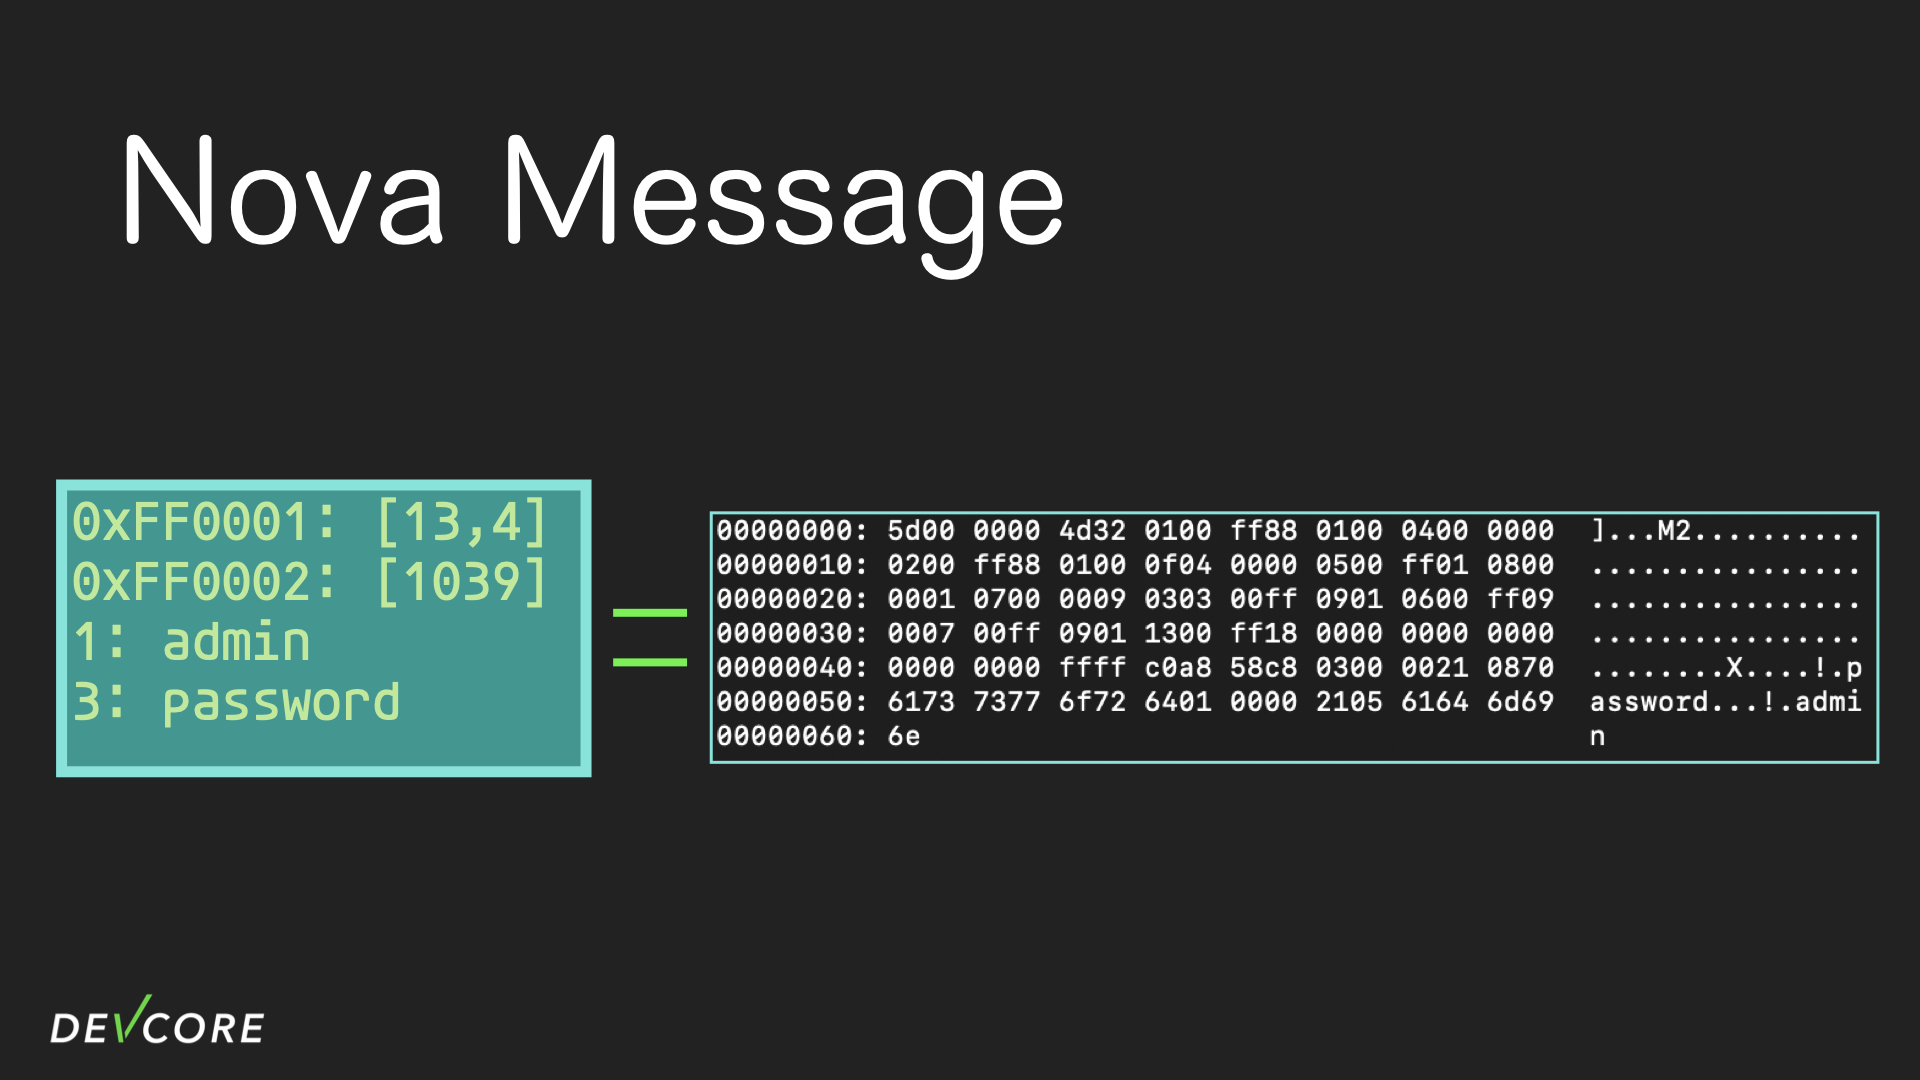 Nova Message
0xFF0001: [13,4]
0xFF0002: [1039]
1: admin
3: password
=
00000000: 5d00 0000 4d32 0100 ff88 0100 0400 0000  ]...M2..........
00000010: 0200 ff88 0100 0f04 0000 0500 ff01 0800  ................
00000020: 0001 0700 0009 0303 00ff 0901 0600 ff09  ................
00000030: 0007 00ff 0901 1300 ff18 0000 0000 0000  ................
00000040: 0000 0000 ffff c0a8 58c8 0300 0021 0870  ........X....!.p
00000050: 6173 7377 6f72 6401 0000 2105 6164 6d69  assword...!.admi
00000060: 6e  n
DEVCORE